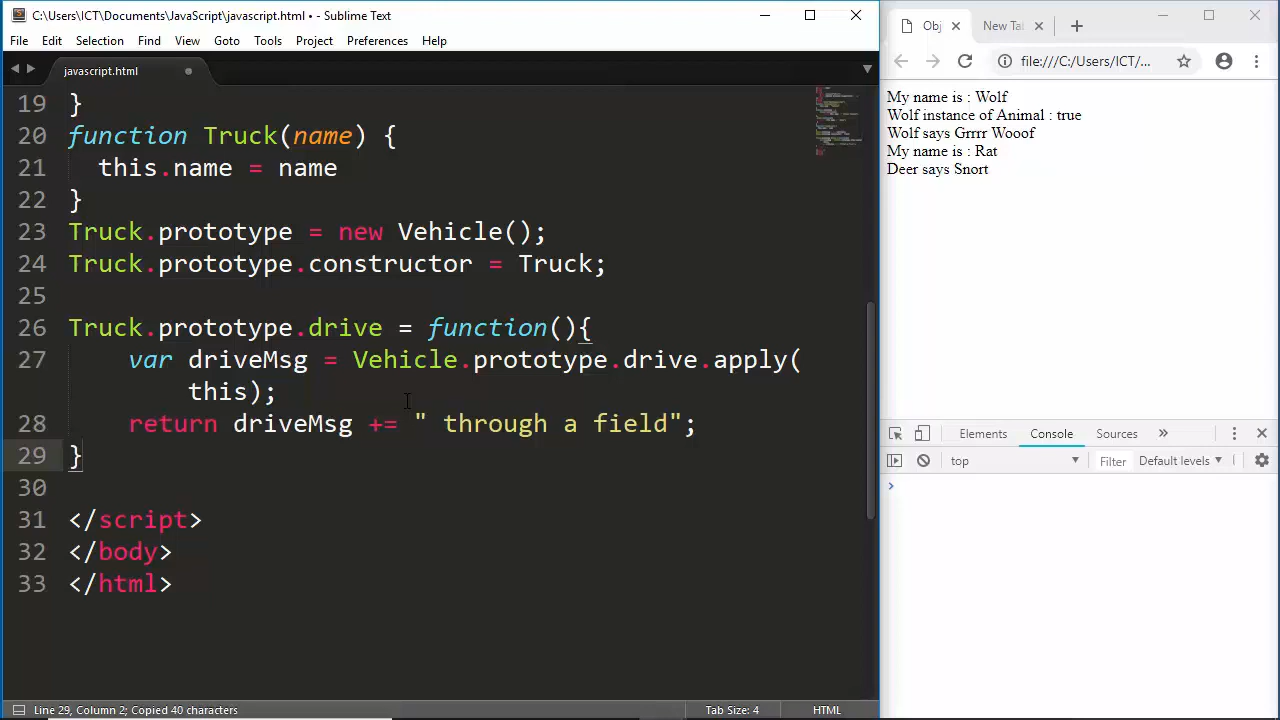 C:\Users\ICT\Documents\JavaScript\javascript.html • - Sublime Text
File Edit Selection Find View Goto Tools Project Preferences Help
javascript.html
19 }
20 function Truck(name) {
21 this.name = name
22 }
23 Truck.prototype = new Vehicle();
24 Truck.prototype.constructor = Truck;
25
26 Truck.prototype.drive = function(){
27 var driveMsg = Vehicle.prototype.drive.apply(
this);
28 return driveMsg += " through a field";
29 }
30
31 </script>
32 </body>
33 </html>
Line 29, Column 2; Copied 40 characters
Tab Size: 4
HTML
Obj
New Tal
file:///C:/Users/ICT/...
My name is : Wolf
Wolf instance of Animal : true
Wolf says Grrrr Wooof
My name is : Rat
Deer says Snort
Elements Console Sources »
top
Filter
Default levels